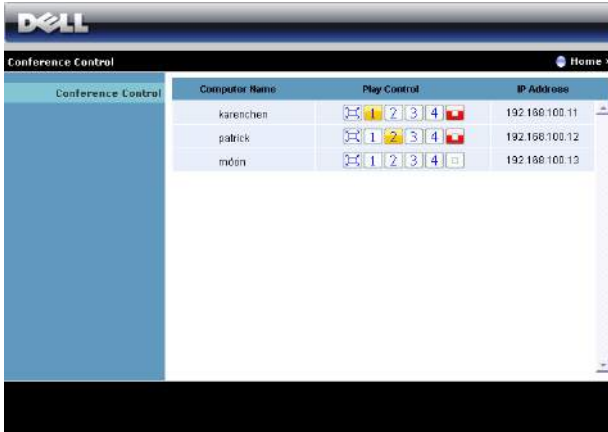 DELL
Conference Control
Home
Conference Control
Computer Name Play Control IP Address
karenchen 1 2 3 4 192.168.100.11
patrick 1 2 3 4 192.168.100.12
1 2 3 4 192.168.100.13